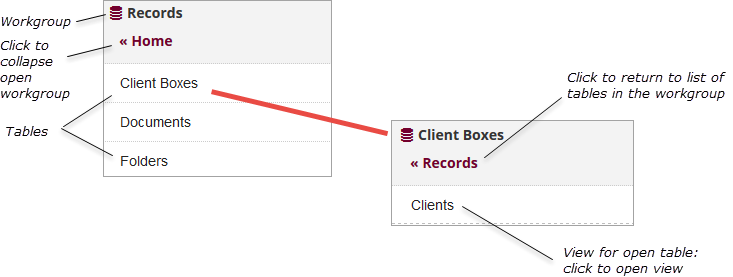 Workgroup
Records
« Home
Click to
collapse
open
workgroup
Client Boxes
Tables
Documents
Folders
Client Boxes
« Records
Clients
Click to return to list of
tables in the workgroup
View for open table:
click to open view